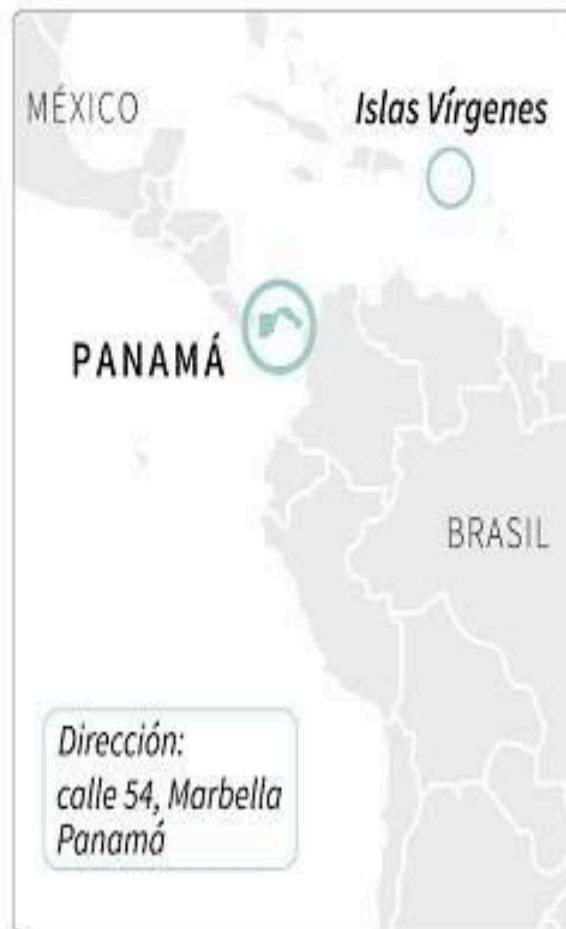 MÉXICO
Islas Vírgenes
PANAMÁ
BRASIL
Dirección:
calle 54, Marbella
Panamá